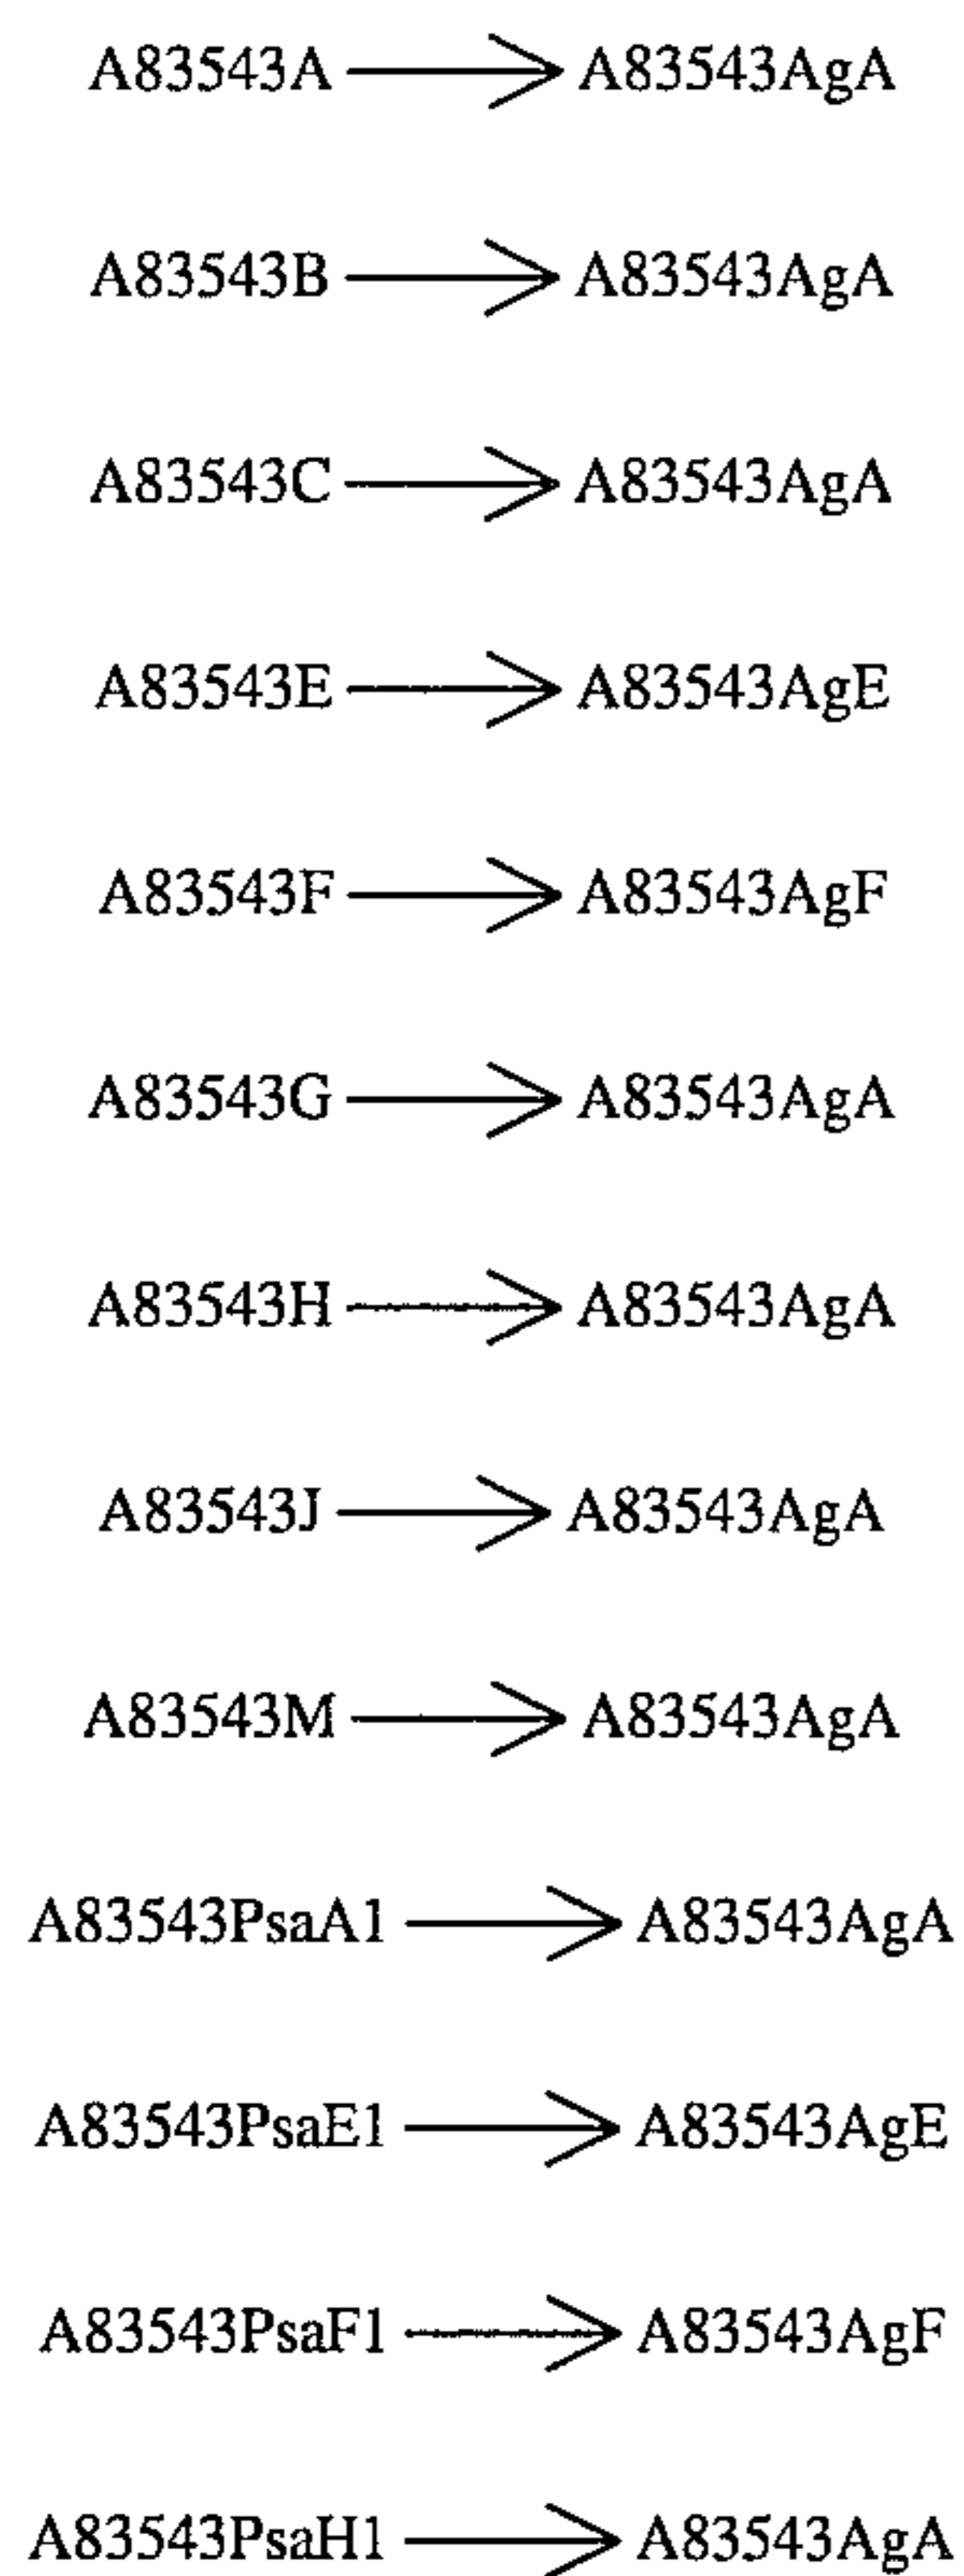 A83543A → A83543AgA
A83543B → A83543AgA
A83543C → A83543AgA
A83543E → A83543AgE
A83543F → A83543AgF
A83543G → A83543AgA
A83543H → A83543AgA
A83543J → A83543AgA
A83543M → A83543AgA
A83543PsaA1 → A83543AgA
A83543PsaE1 → A83543AgE
A83543PsaF1 → A83543AgF
A83543PsaH1 → A83543AgA